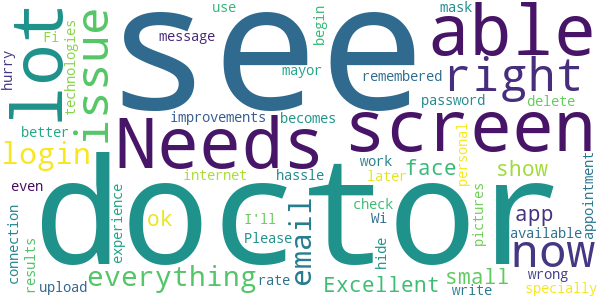 see
doctor
Needs
screen
able
lot
issue
right
now
login
everything
email
face
show
app
small
Excellent
ok
hurry
Fi
technologies
message
use
begin
mask
mayor
remembered
improvements
becomes
password
delete
better
internet
hassle
work
later
personal
even
connection
results
experience
upload
I'll
Please
check
Wi
hide
rate
write
pictures
available
wrong
appointment
specially